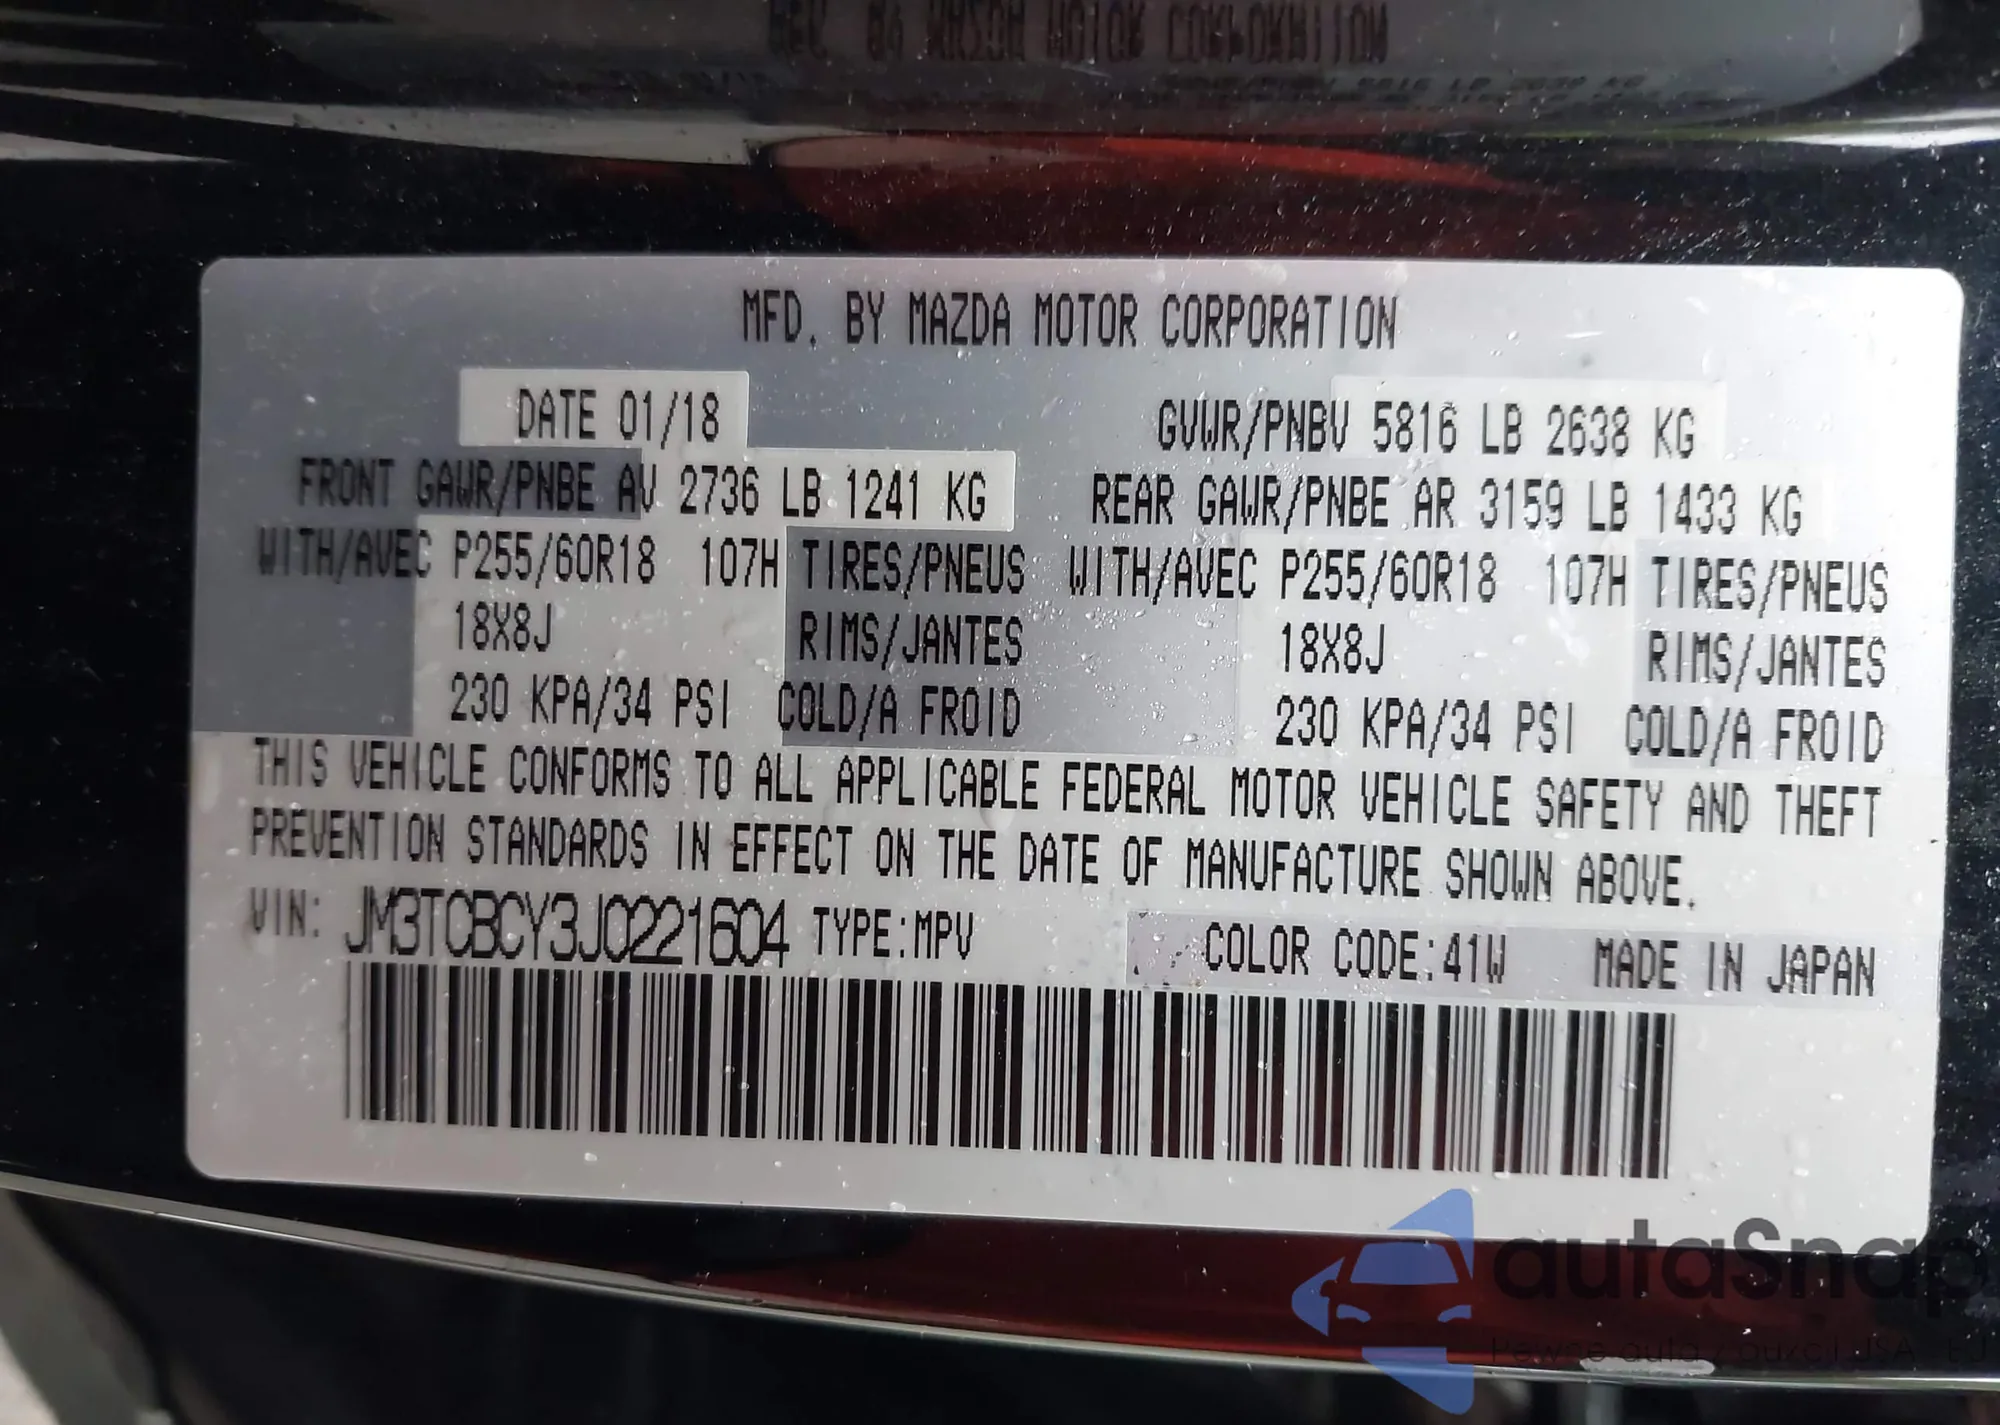 MFD. BY MAZDA MOTOR CORPORATION
DATE 01/18 GVWR/PNBV 5816 LB 2638 KG
FRONT GAWR/PNBE AV 2736 LB 1241 KG REAR GAWR/PNBE AR 3159 LB 1433 KG
WITH/AVEC P255/60R18 107H TIRES/PNEUS WITH/AVEC P255/60R18 107H TIRES/PNEUS
18X8J RIMS/JANTES 18X8J RIMS/JANTES
230 KPA/34 PSI COLD/A FROID 230 KPA/34 PSI COLD/A FROID
THIS VEHICLE CONFORMS TO ALL APPLICABLE FEDERAL MOTOR VEHICLE SAFETY AND THEFT
PREVENTION STANDARDS IN EFFECT ON THE DATE OF MANUFACTURE SHOWN ABOVE.
VIN: JM3TCBCY3J0221604 TYPE:MPV COLOR CODE:41W MADE IN JAPAN
autaSnap
Pewne auta z aukcji USA